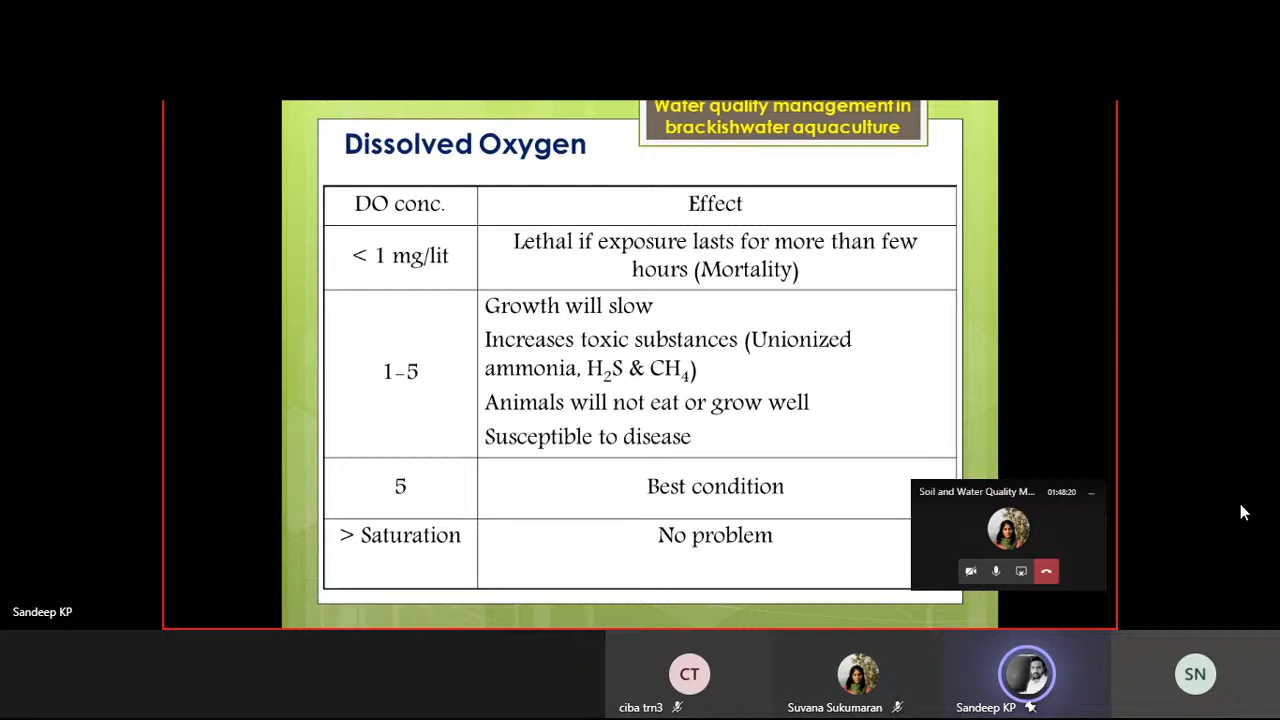 Water quality management in
brackishwater aquaculture
Dissolved Oxygen
DO conc.
Effect
< 1 mg/lit
Lethal if exposure lasts for more than few
hours (Mortality)
1-5
Growth will slow
Increases toxic substances (Unionized
ammonia, H₂S & CH₄)
Animals will not eat or grow well
Susceptible to disease
5
Best condition
> Saturation
No problem
Soil and Water Quality M...
01:48:20
Sandeep KP
CT
SN
ciba trn3
Suvana Sukumaran
Sandeep KP